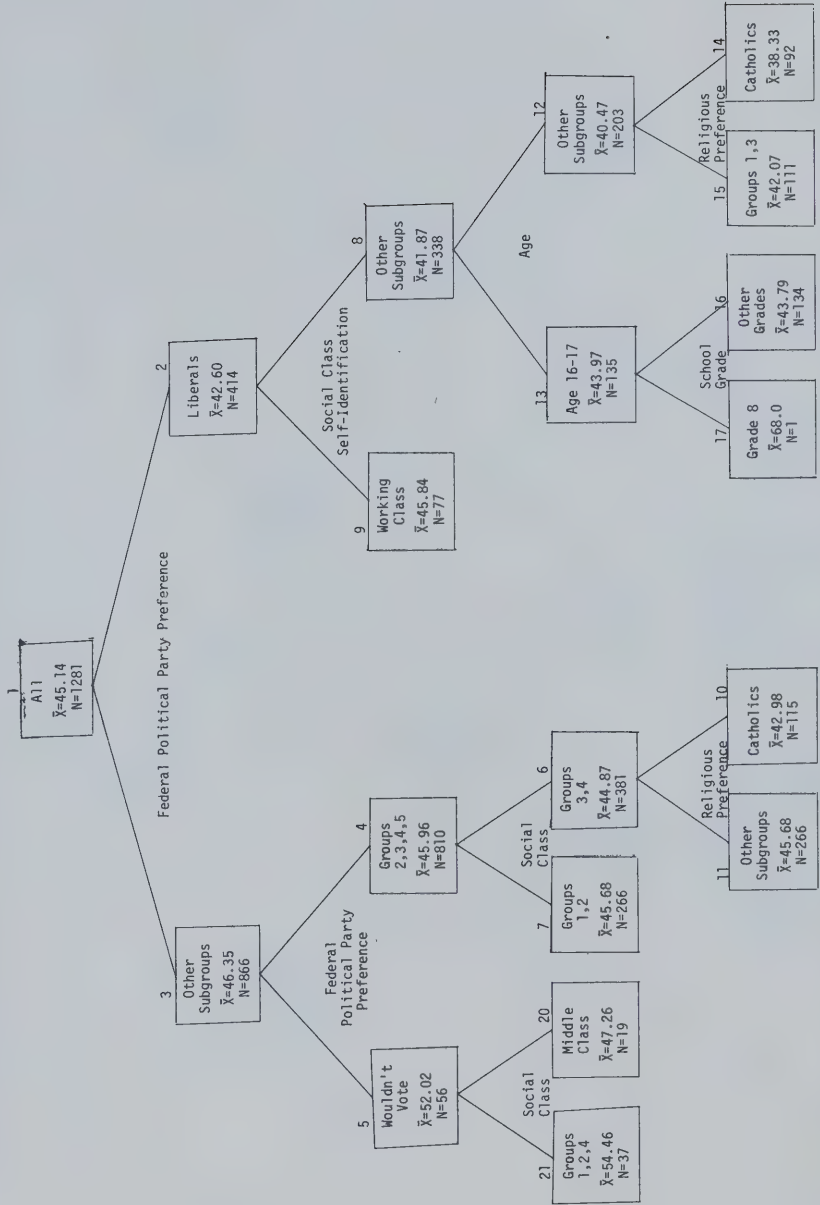 1
All
X̄=45.14
N=1281
Federal Political Party Preference
3
Other
Subgroups
X̄=46.35
N=866
2
Liberals
X̄=42.60
N=414
Federal
Political Party
Preference
Social Class
Self-Identification
5
Wouldn't
Vote
X̄=52.02
N=56
4
Groups
2,3,4,5
X̄=45.96
N=810
9
Working
Class
X̄=45.84
N=77
8
Other
Subgroups
X̄=41.87
N=338
Social
Class
Social
Class
Age
21
Groups
1,2,4
X̄=54.46
N=37
20
Middle
Class
X̄=47.26
N=19
7
Groups
1,2
X̄=45.68
N=266
6
Groups
3,4
X̄=44.87
N=381
13
Age 16-17
X̄=43.97
N=135
12
Other
Subgroups
X̄=40.47
N=203
Religious
Preference
School
Grade
Religious
Preference
11
Other
Subgroups
X̄=45.68
N=266
10
Catholics
X̄=42.98
N=115
17
Grade 8
X̄=68.0
N=1
16
Other
Grades
X̄=43.79
N=134
15
Groups 1,3
X̄=42.07
N=111
14
Catholics
X̄=38.33
N=92